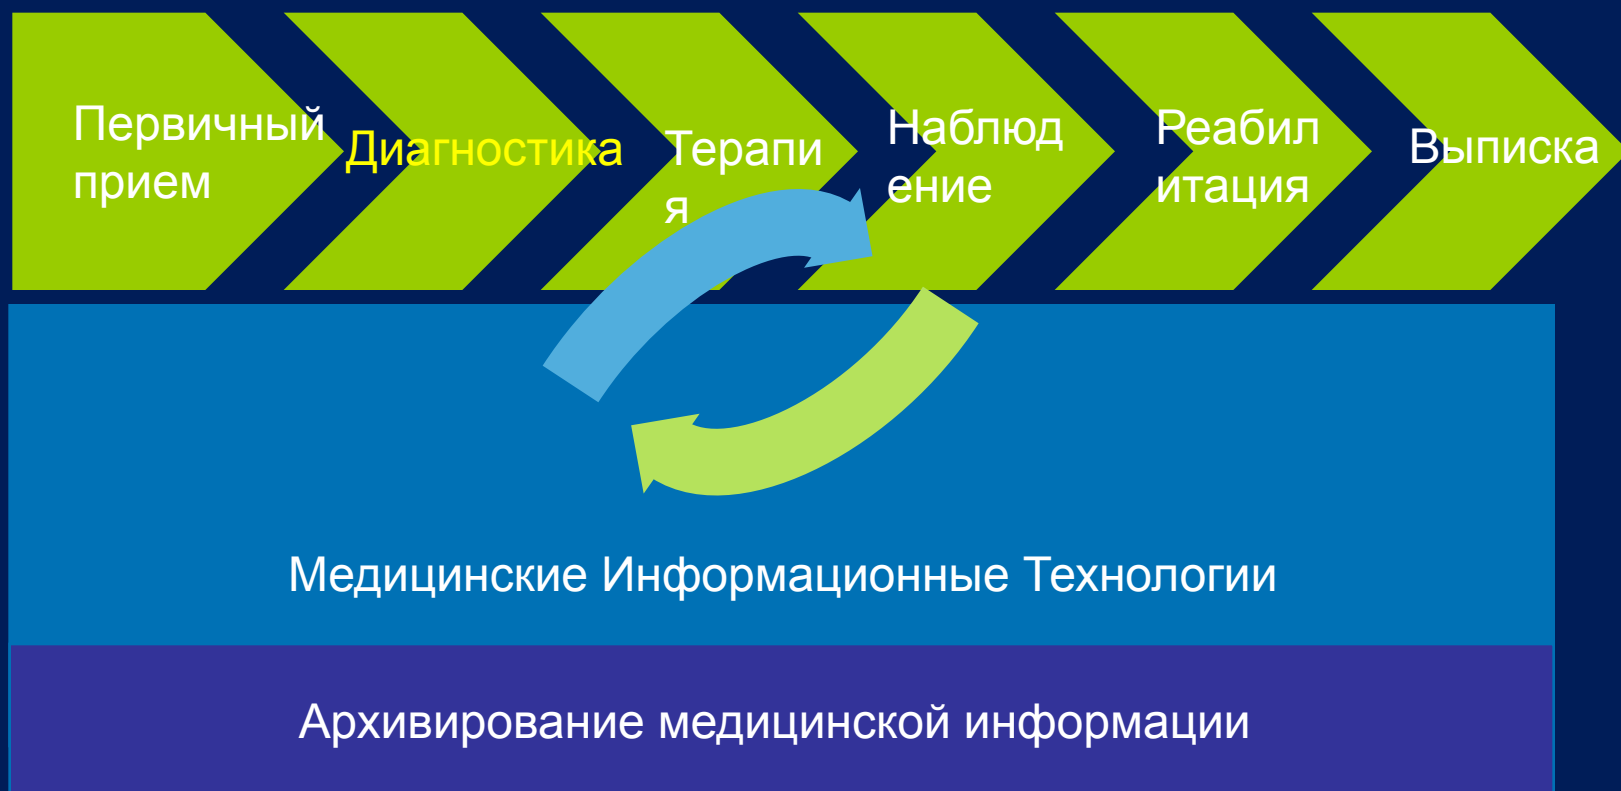 Первичный
прием
Диагностика
Терапи
я
Наблюд
ение
Реабил
итация
Выписка
Медицинские Информационные Технологии
Архивирование медицинской информации